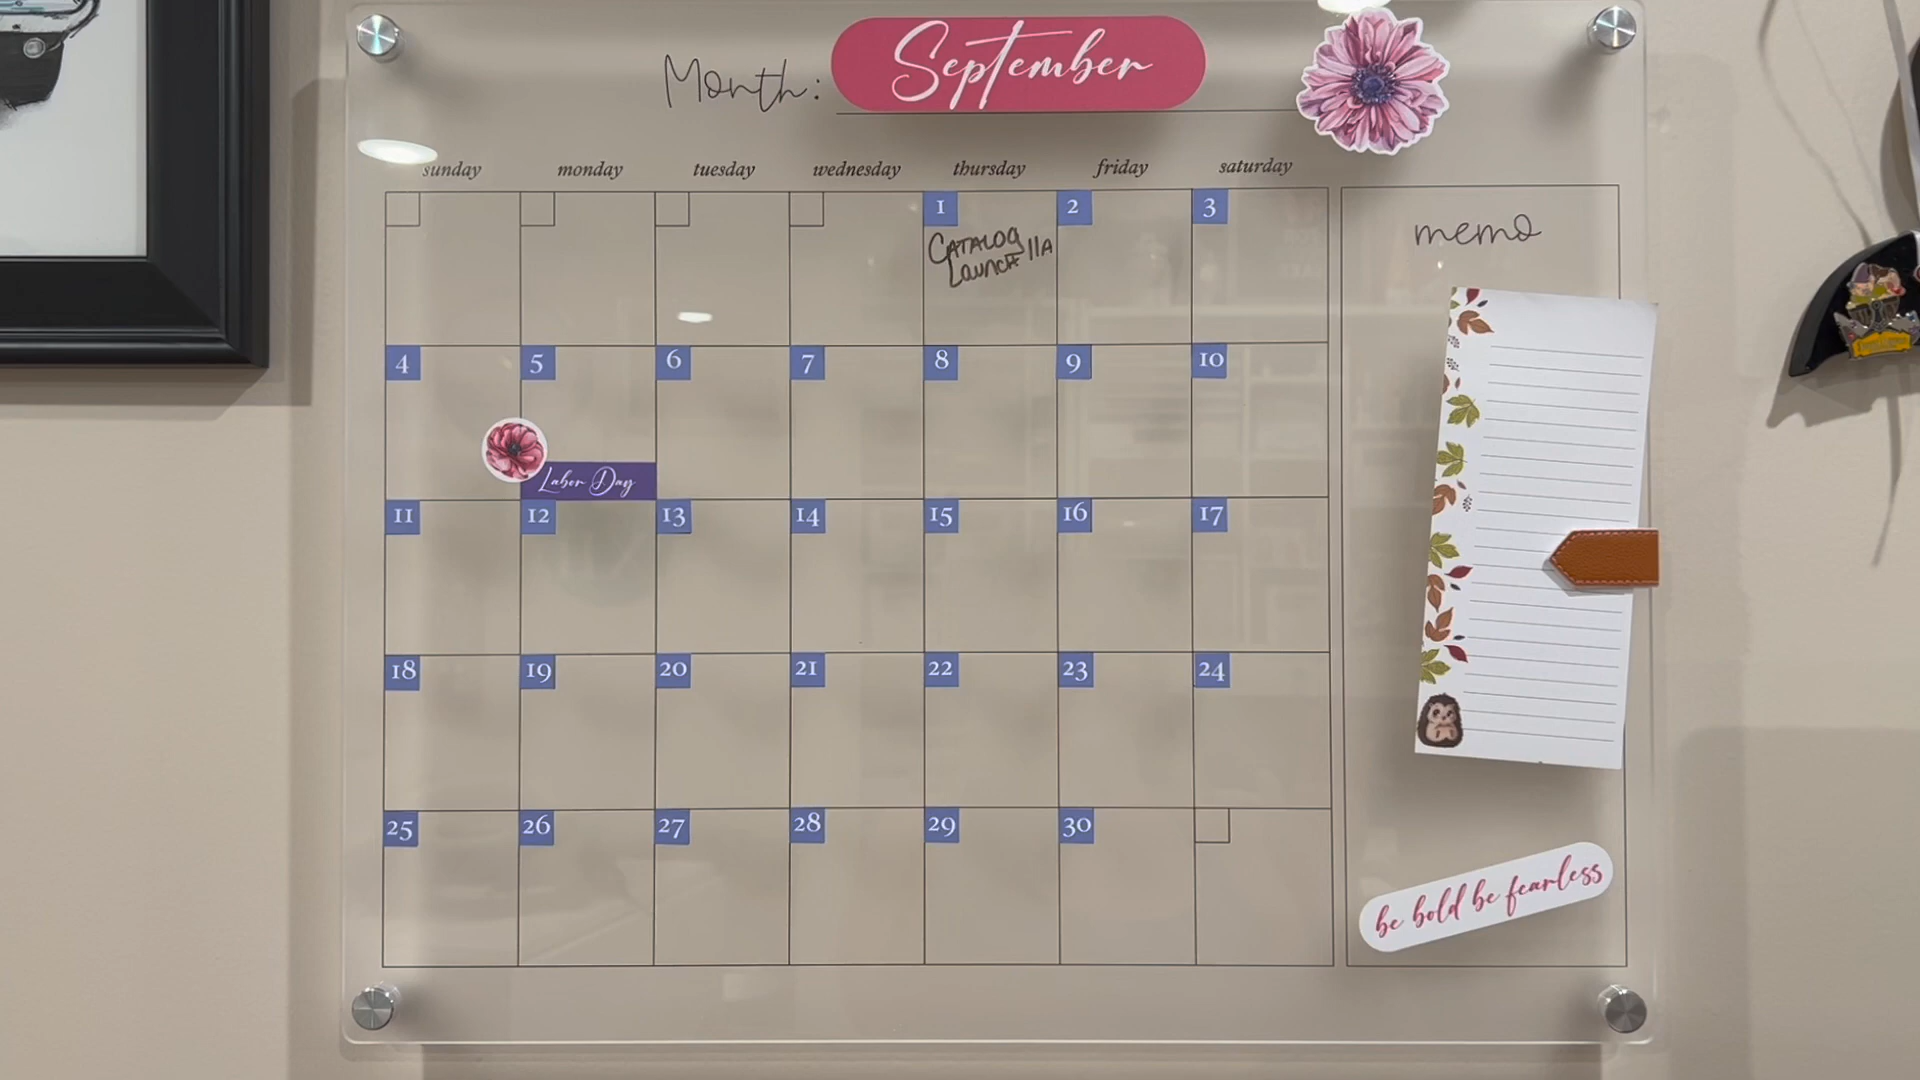 Month: September
sunday monday tuesday wednesday thursday friday saturday
1 2 3
memo
CATALOG
LAUNCH 11A
4 5 6 7 8 9 10
Labor Day
11 12 13 14 15 16 17
18 19 20 21 22 23 24
25 26 27 28 29 30
be bold be fearless